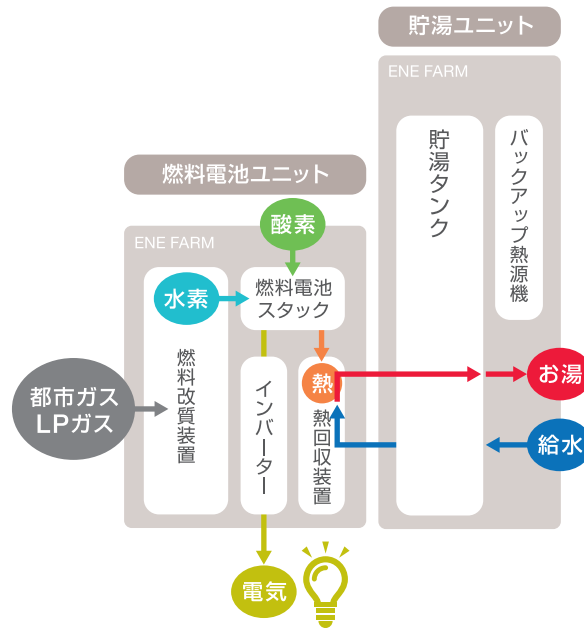 貯湯ユニット
ENE FARM
貯湯タンク
バックアップ熱源機
燃料電池ユニット
ENE FARM
酸素
水素
燃料電池
スタック
都市ガス
LPガス
燃料改質装置
インバーター
熱
熱回収装置
お湯
給水
電気